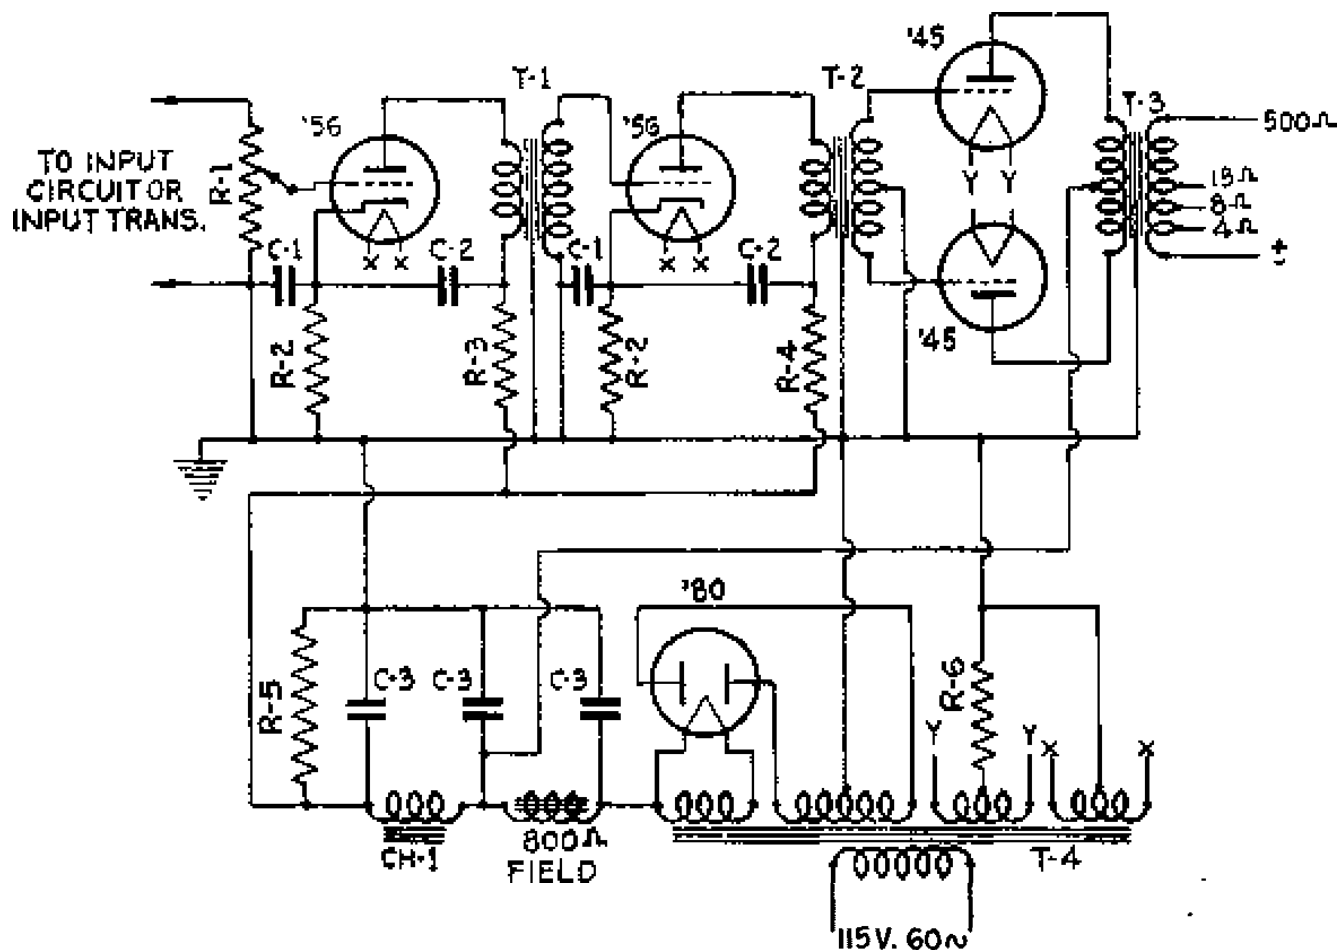 '45
T-1
T-2
T-3
'56
'56
500Ω
TO INPUT
CIRCUIT OR
INPUT TRANS.
R-1
15Ω
8Ω
4Ω
±
Y Y
X X
X X
C-1
C-2
C-1
C-2
'45
R-2
R-3
R-2
R-4
'80
R-5
C-3
C-3
C-3
R-6
Y
Y
X
X
CH-1
800Ω
FIELD
T-4
115V. 60~